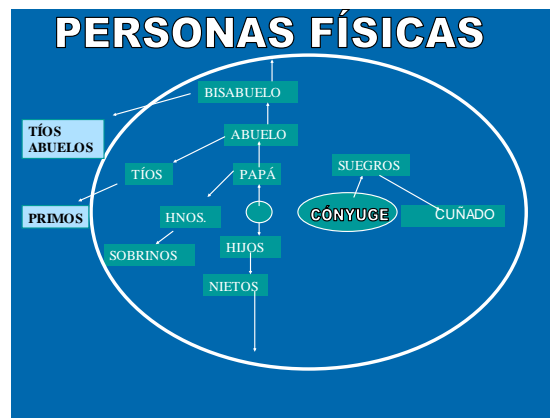 PERSONAS FÍSICAS
BISABUELO
TÍOS
ABUELOS
ABUELO
SUEGROS
TÍOS
PAPÁ
PRIMOS
HNOS.
CÓNYUGE
CUÑADO
SOBRINOS
HIJOS
NIETOS